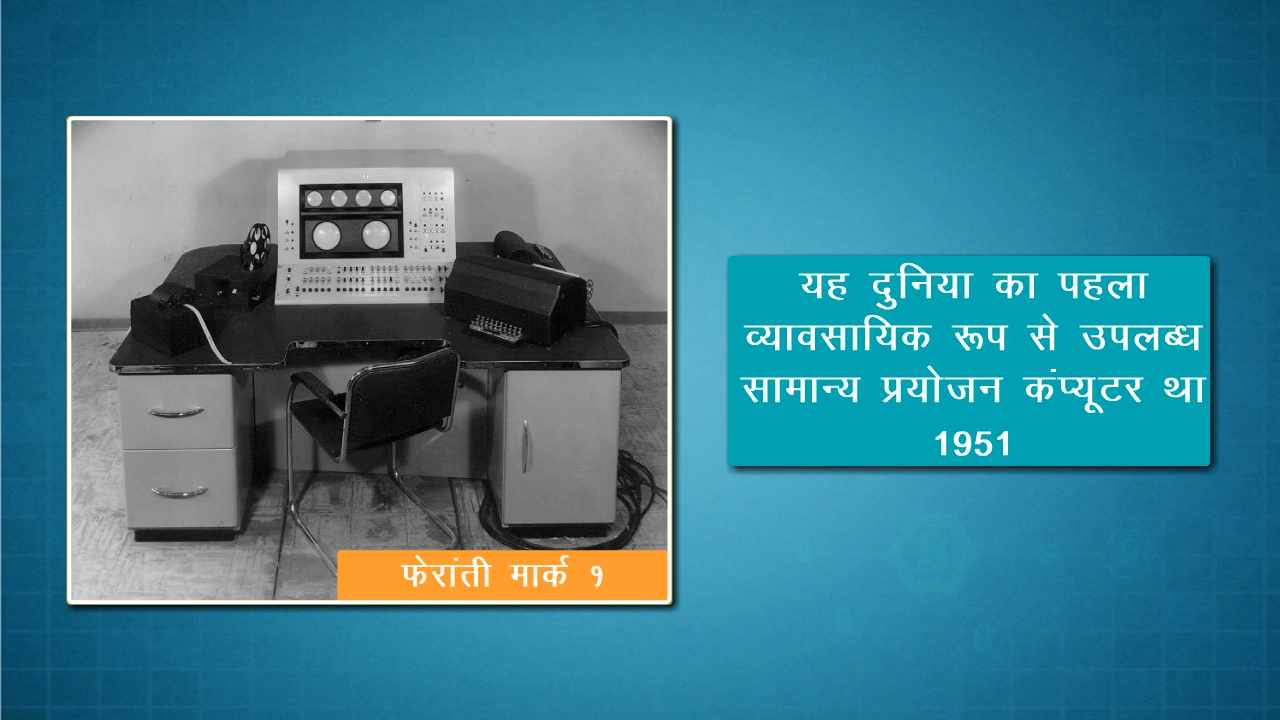 यह दुनिया का पहला
व्यावसायिक रूप से उपलब्ध
सामान्य प्रयोजन कंप्यूटर था
1951
फेरांती मार्क १